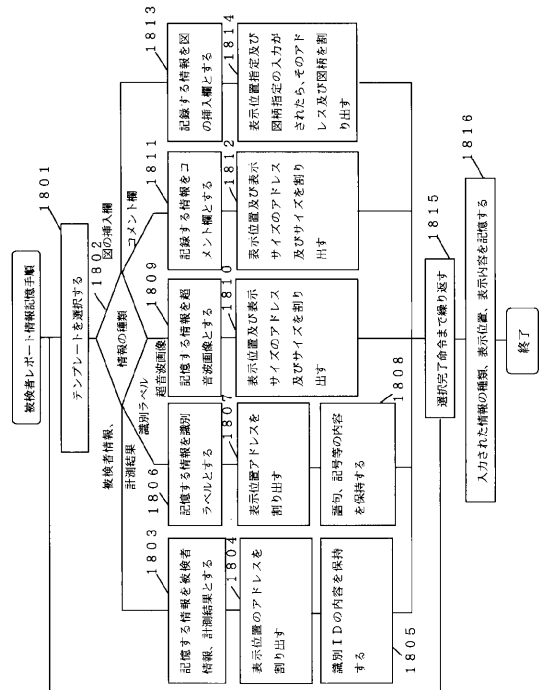 被検者レポート情報記憶手順
1801
テンプレートを選択する
1802
情報の種類
被検者情報、
計測結果
識別ラベル
超音波画像
コメント欄
図の挿入欄
1803
記憶する情報を被検者
情報、計測結果とする
1804
表示位置のアドレスを
割り出す
識別IDの内容を保持
する
1805
1806
記憶する情報を識別
ラベルとする
1807
表示位置アドレスを
割り出す
語句、記号等の内容
を保持する
1808
1809
記憶する情報を超
音波画像とする
1810
表示位置及び表示
サイズのアドレス
及びサイズを割り
出す
1811
記録する情報をコ
メント欄とする
1812
表示位置及び表示
サイズのアドレス
及びサイズを割り
出す
1813
記録する情報を図
の挿入欄とする
1814
表示位置指定及び
図柄指定の入力が
されたら、そのアド
レス及び図柄を割
り出す
1815
選択完了命令まで繰り返す
1816
入力された情報の種類、表示位置、表示内容を記憶する
終了